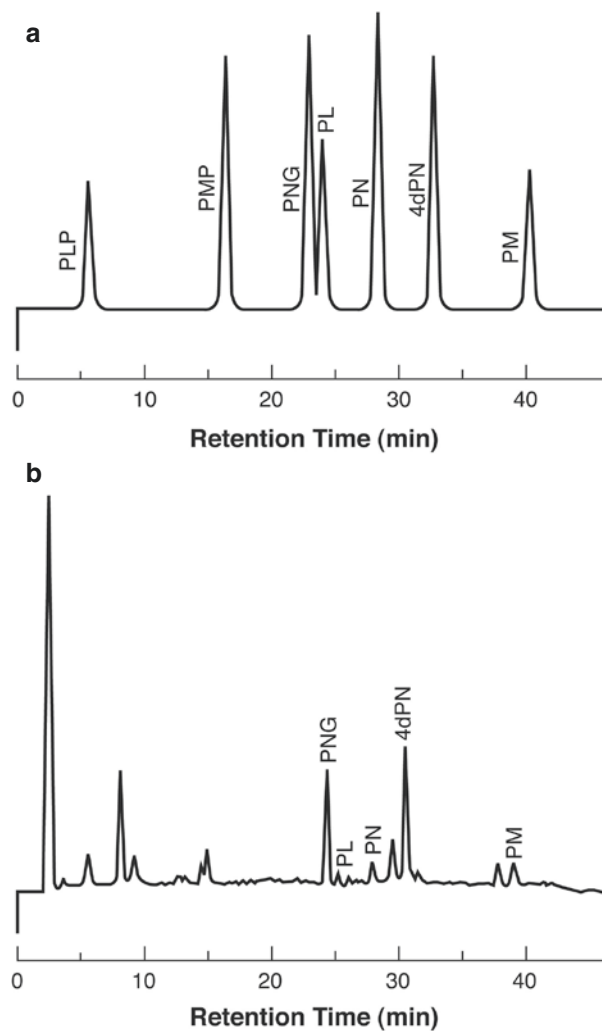 a
PLP
PMP
PNG
PL
PN
4dPN
PM
0 10 20 30 40
Retention Time (min)
b
PNG
PL
PN
4dPN
PM
0 10 20 30 40
Retention Time (min)